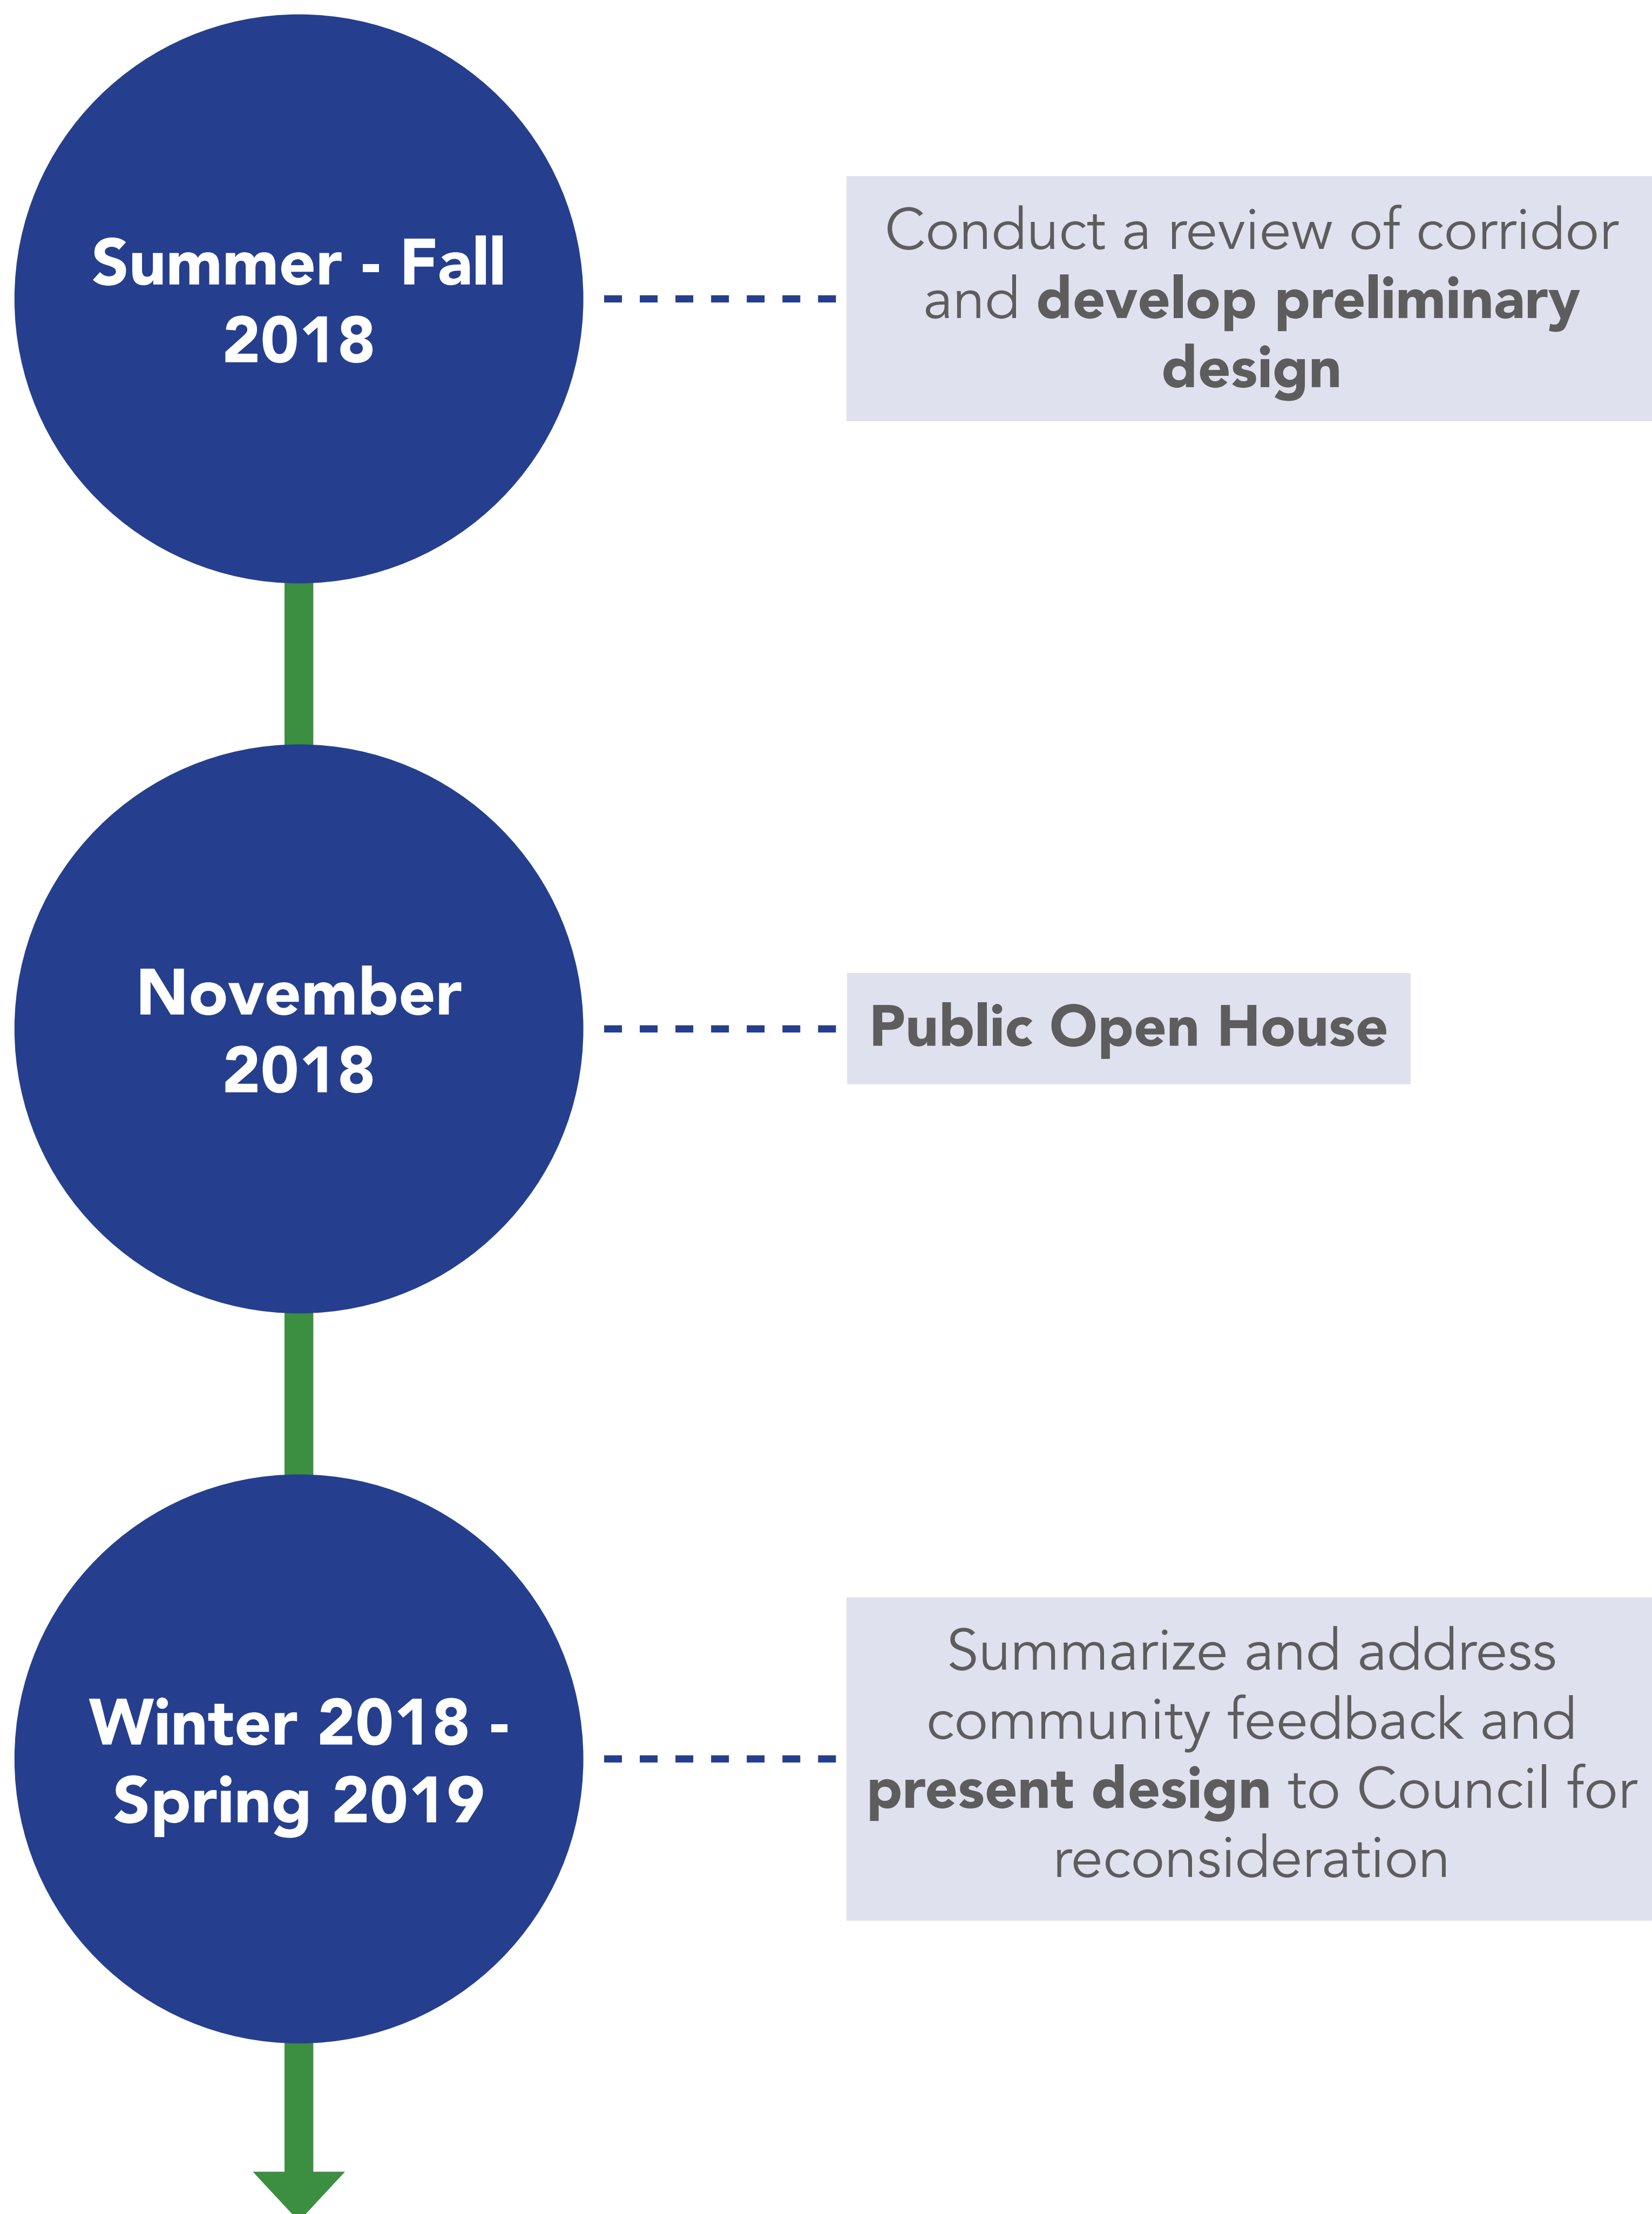 Summer - Fall
2018
Conduct a review of corridor
and develop preliminary
design
November
2018
Public Open House
Winter 2018 -
Spring 2019
Summarize and address
community feedback and
present design to Council for
reconsideration